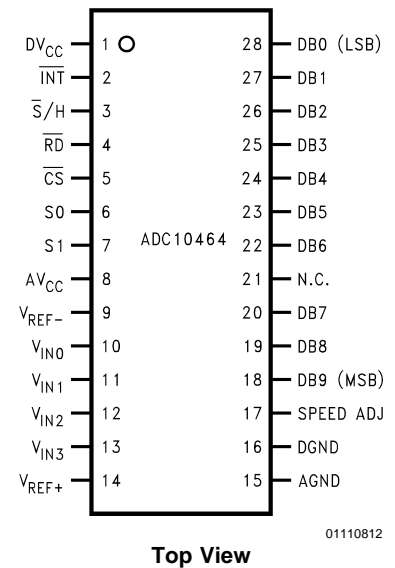 DVCC 1 28 DB0 (LSB)
INT 2 27 DB1
S/H 3 26 DB2
RD 4 25 DB3
CS 5 24 DB4
S0 6 23 DB5
S1 7 ADC10464 22 DB6
AVCC 8 21 N.C.
VREF− 9 20 DB7
VIN0 10 19 DB8
VIN1 11 18 DB9 (MSB)
VIN2 12 17 SPEED ADJ
VIN3 13 16 DGND
VREF+ 14 15 AGND
01110812
Top View